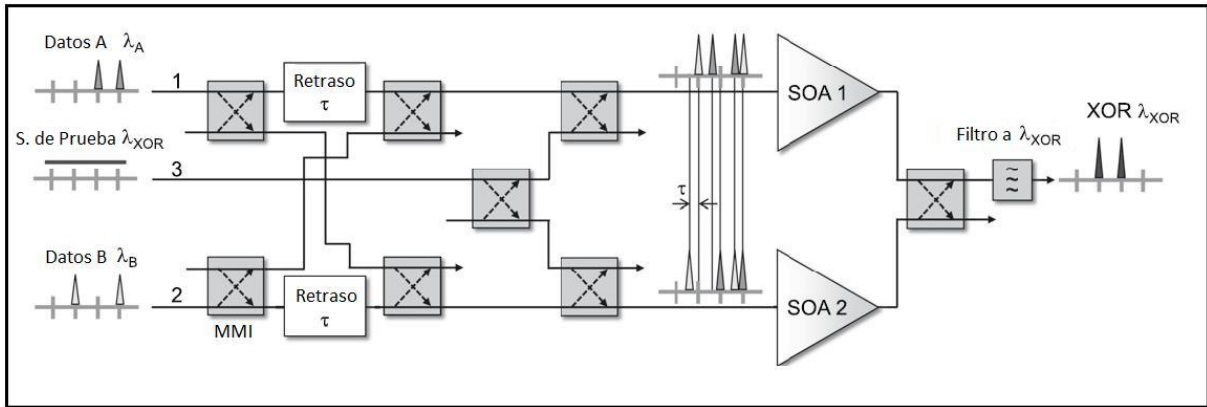 Datos A λA
1
Retraso
τ
S. de Prueba λXOR
3
Datos B λB
2
MMI
Retraso
τ
τ
SOA 1
SOA 2
Filtro a λXOR
XOR λXOR